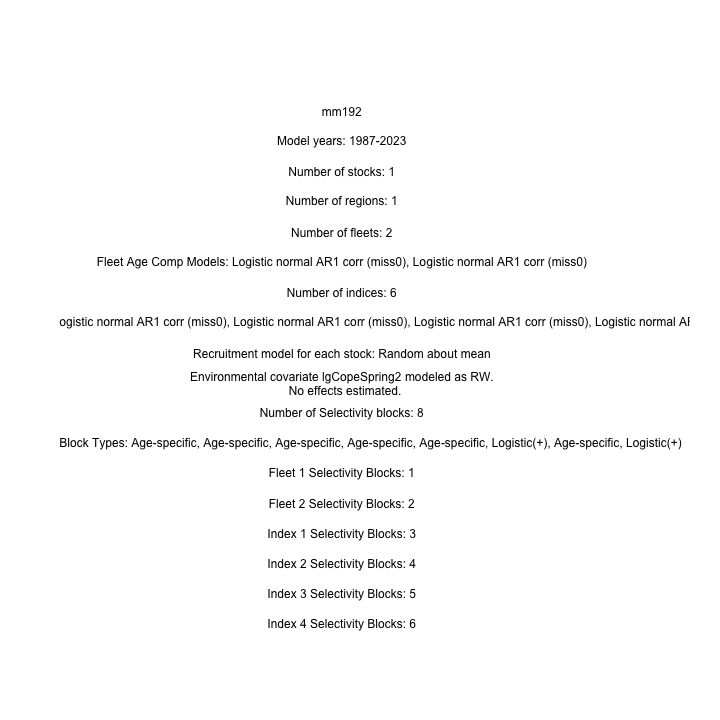 mm192
Model years: 1987-2023
Number of stocks: 1
Number of regions: 1
Number of fleets: 2
Fleet Age Comp Models: Logistic normal AR1 corr (miss0), Logistic normal AR1 corr (miss0)
Number of indices: 6
ogistic normal AR1 corr (miss0), Logistic normal AR1 corr (miss0), Logistic normal AR1 corr (miss0), Logistic normal
Recruitment model for each stock: Random about mean
Environmental covariate lgCopeSpring2 modeled as RW.
No effects estimated.
Number of Selectivity blocks: 8
Block Types: Age-specific, Age-specific, Age-specific, Age-specific, Age-specific, Logistic(+), Age-specific, Logistic(+)
Fleet 1 Selectivity Blocks: 1
Fleet 2 Selectivity Blocks: 2
Index 1 Selectivity Blocks: 3
Index 2 Selectivity Blocks: 4
Index 3 Selectivity Blocks: 5
Index 4 Selectivity Blocks: 6